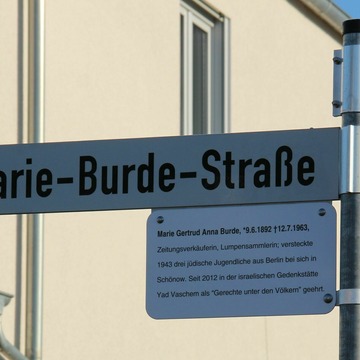 arie-Burde-Straße
Marie Gertrud Anna Burde, *9.6.1892 †12.7.1963,
Zeitungsverkäuferin, Lumpensammlerin; versteckte
1943 drei jüdische Jugendliche aus Berlin bei sich in
Schönow. Seit 2012 in der israelischen Gedenkstätte
Yad Vaschem als "Gerechte unter den Völkern" geehrt.